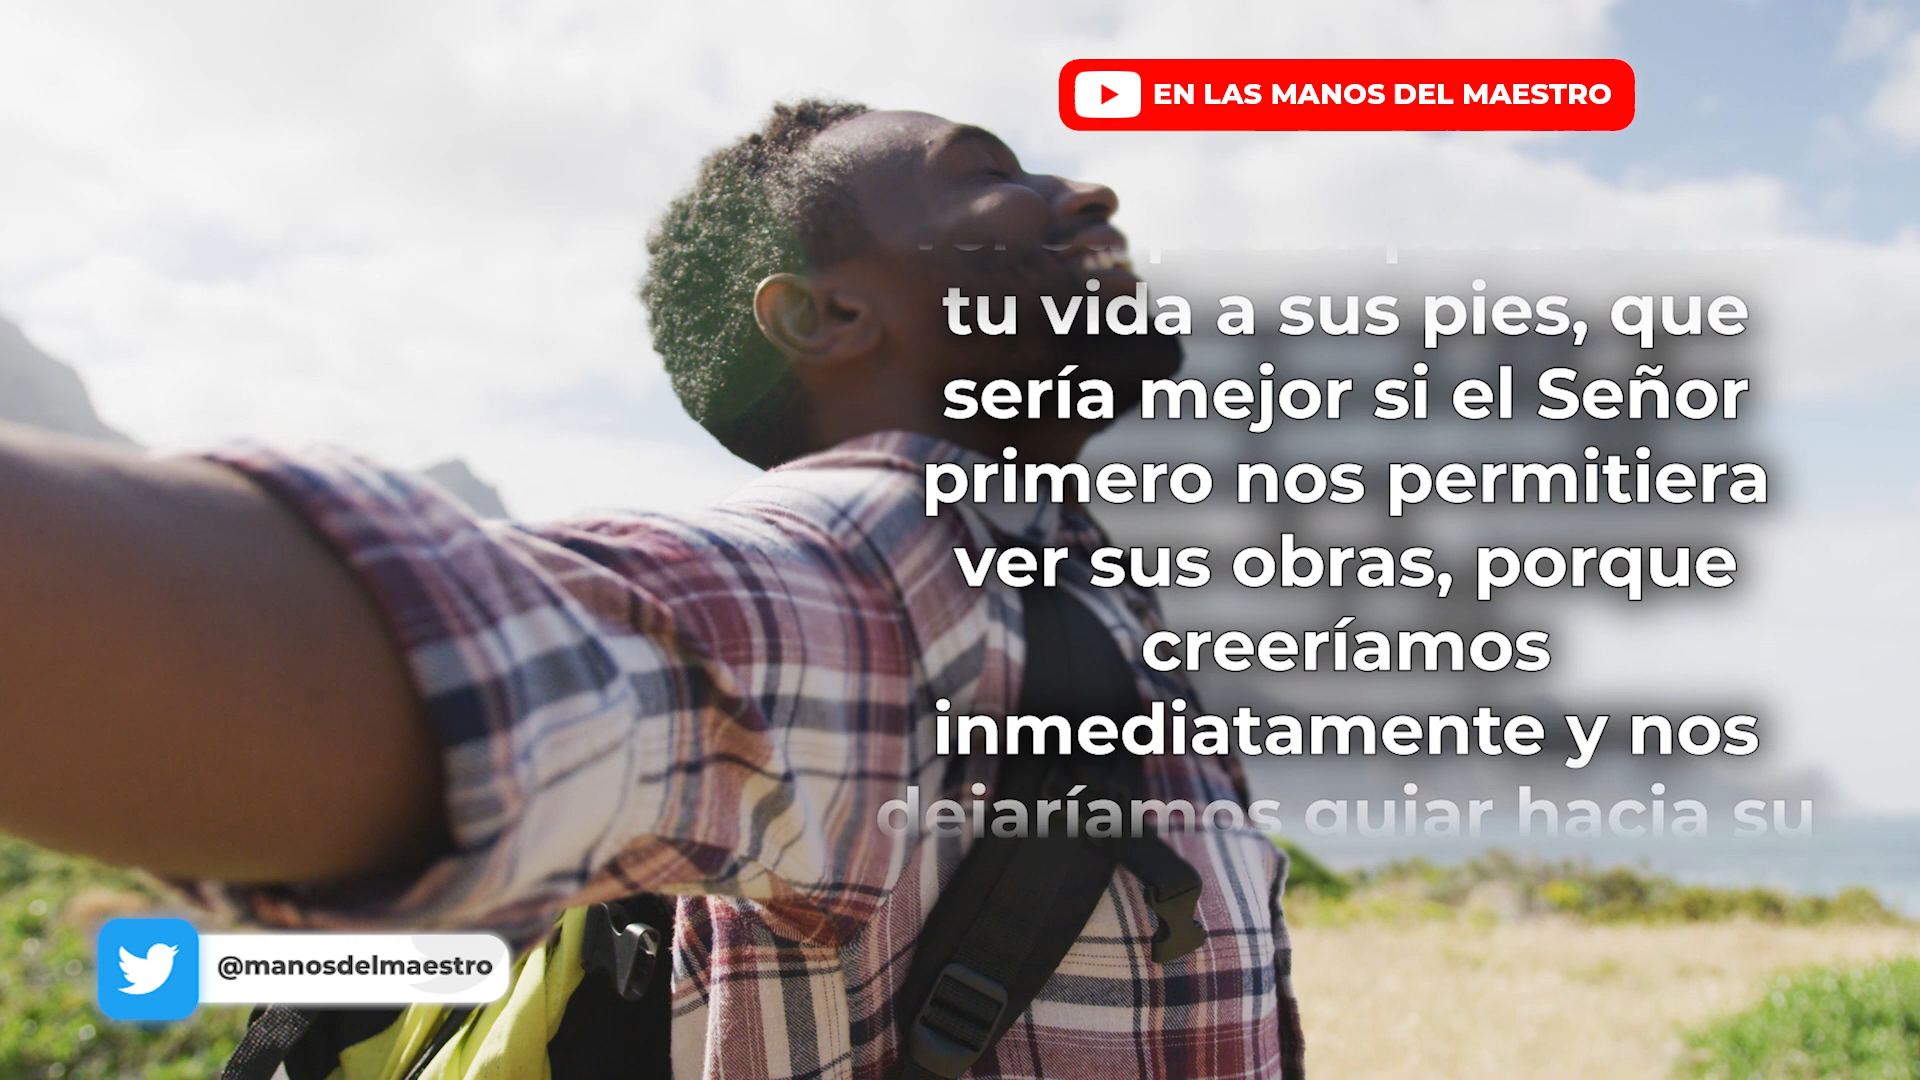 EN LAS MANOS DEL MAESTRO
tu vida a sus pies, que
sería mejor si el Señor
primero nos permitiera
ver sus obras, porque
creeríamos
inmediatamente y nos
dejaríamos guiar hacia su
@manosdelmaestro